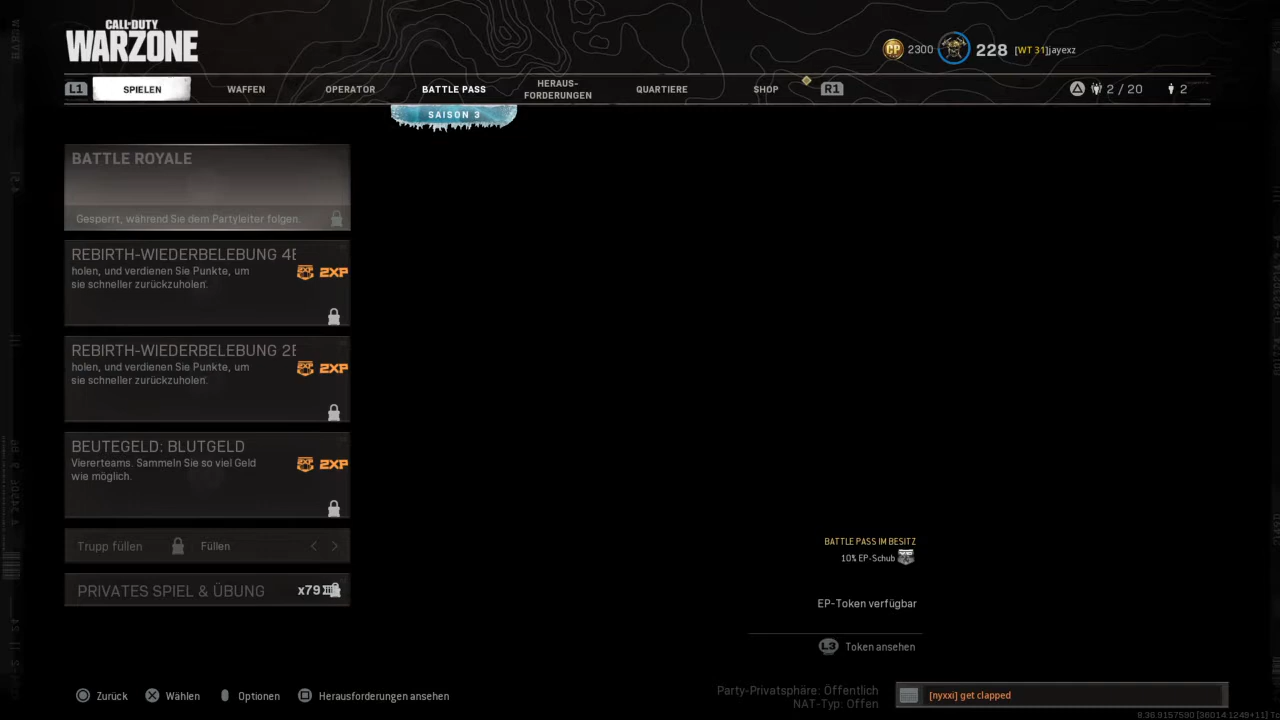 CALL OF DUTY
WARZONE
CP 2300
228 [WT 31]jayexz
L1 SPIELEN WAFFEN OPERATOR BATTLE PASS HERAUS-
FORDERUNGEN QUARTIERE SHOP R1 2 / 20 2
SAISON 3
BATTLE ROYALE
Gesperrt, während Sie dem Partyleiter folgen.
REBIRTH-WIEDERBELEBUNG 4E
holen, und verdienen Sie Punkte, um
sie schneller zurückzuholen.
2XP 2XP
REBIRTH-WIEDERBELEBUNG 2E
holen, und verdienen Sie Punkte, um
sie schneller zurückzuholen.
2XP 2XP
BEUTEGELD: BLUTGELD
Viererteams. Sammeln Sie so viel Geld
wie möglich.
2XP 2XP
Trupp füllen Füllen
PRIVATES SPIEL & ÜBUNG x79
BATTLE PASS IM BESITZ
10% EP-Schub
EP-Token verfügbar
L3 Token ansehen
Zurück Wählen Optionen Herausforderungen ansehen
Party-Privatsphäre: Öffentlich
NAT-Typ: Offen
[nyxxi] get clapped